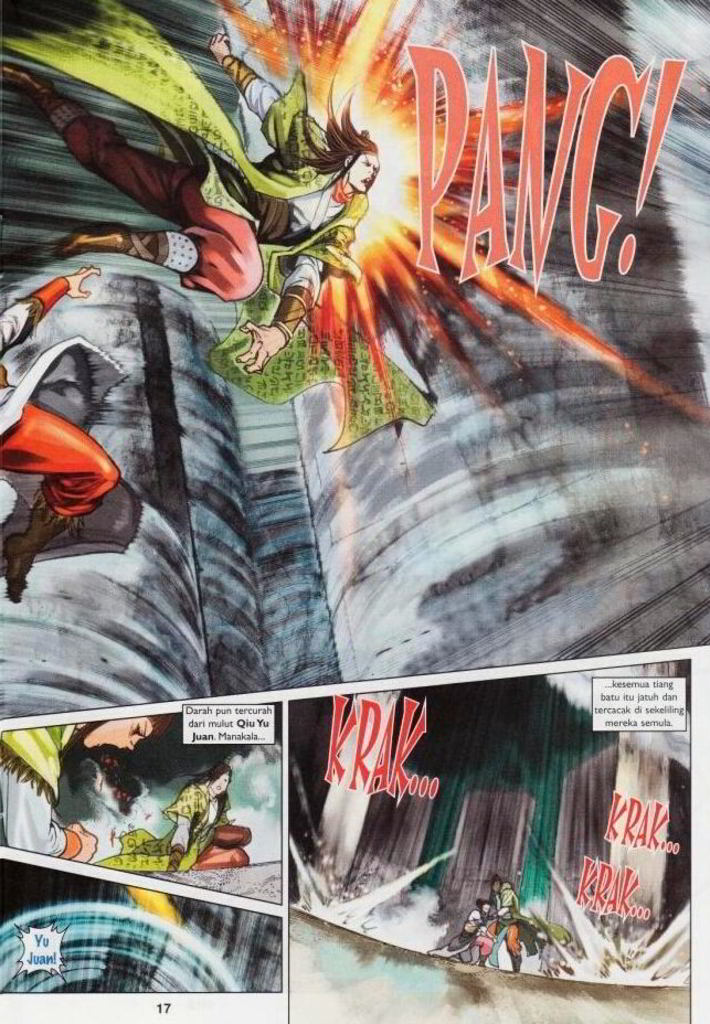 PANG!
Darah pun tercurah
dari mulut Qiu Yu
Juan. Manakala...
Yu
Juan!
...kesemua tiang
batu itu jatuh dan
tercacak di sekeliling
mereka semula.
KRAK...
KRAK...
KRAK...
17